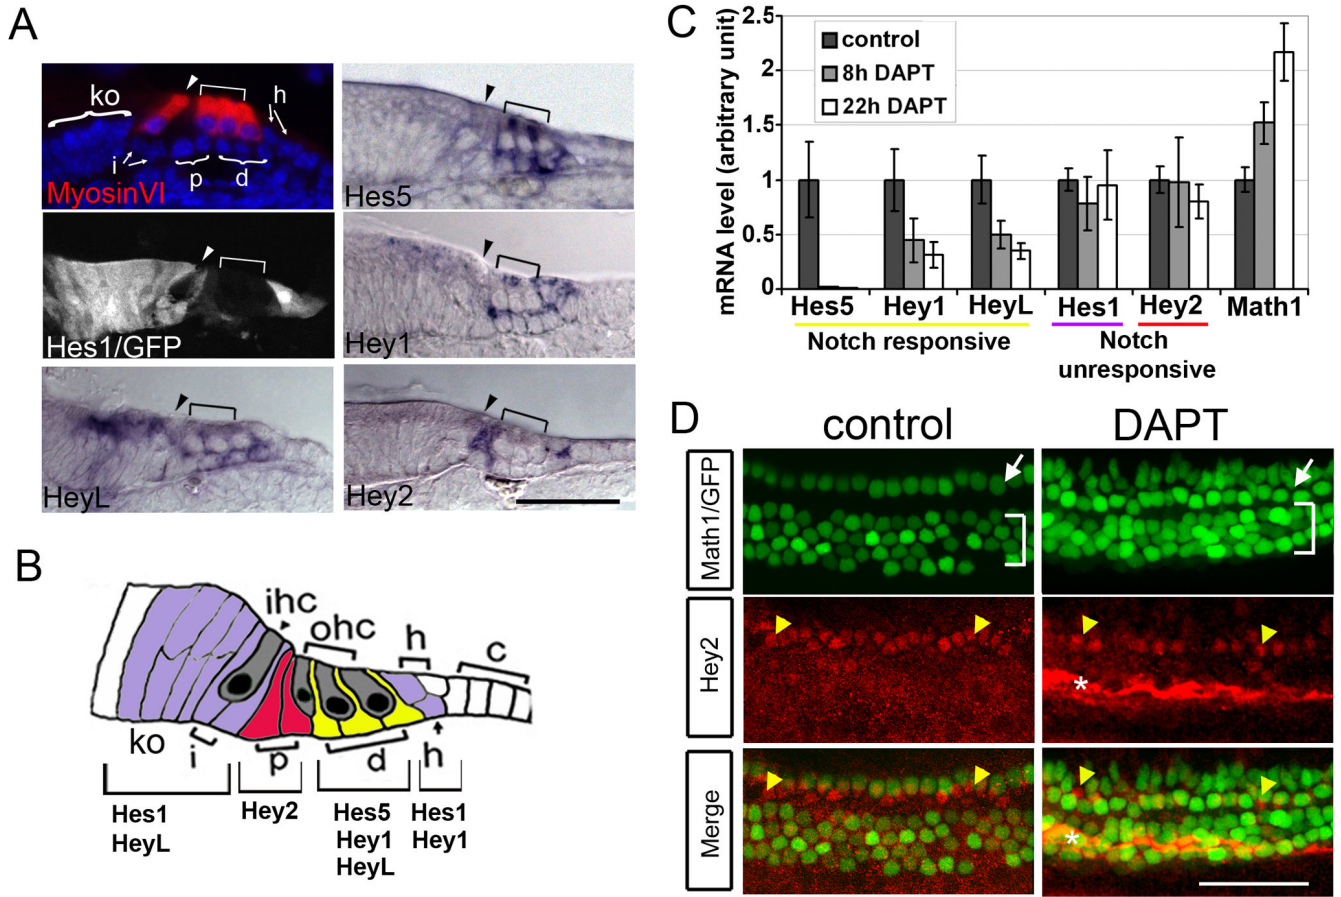 A
ko
h
i
p
d
MyosinVI
Hes5
Hes1/GFP
Hey1
HeyL
Hey2
B
ihc
ohc
h
c
ko
i
p
d
h
Hes1
HeyL
Hey2
Hes5
Hey1
HeyL
Hes1
Hey1
C
mRNA level (arbitrary unit)
2.5
2
1.5
1
0.5
0
control
8h DAPT
22h DAPT
Hes5 Hey1 HeyL Hes1 Hey2 Math1
Notch responsive
Notch
unresponsive
D
control
DAPT
Math1/GFP
Hey2
*
Merge
*